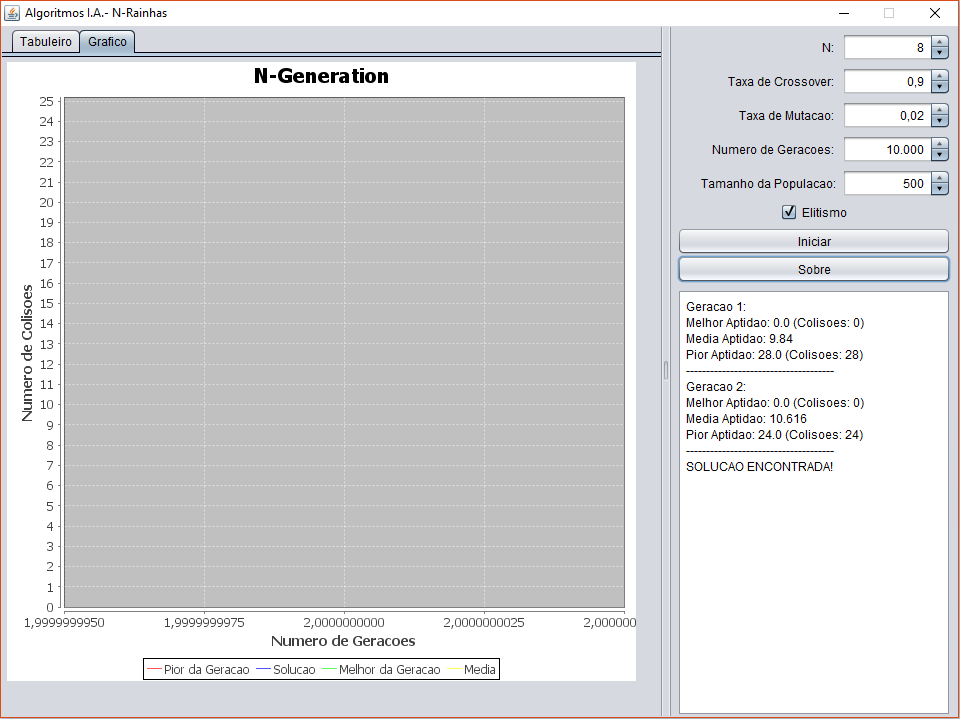 Algoritmos I.A.- N-Rainhas
Tabuleiro
Grafico
N-Generation
Numero de Colisoes
25
24
23
22
21
20
19
18
17
16
15
14
13
12
11
10
9
8
7
6
5
4
3
2
1
0
1,9999999950 1,9999999975 2,0000000000 2,0000000025 2,0000000
Numero de Geracoes
Pior da Geracao Solucao Melhor da Geracao Media
N: 8
Taxa de Crossover: 0,9
Taxa de Mutacao: 0,02
Numero de Geracoes: 10.000
Tamanho da Populacao: 500
Elitismo
Iniciar
Sobre
Geracao 1:
Melhor Aptidao: 0.0 (Colisoes: 0)
Media Aptidao: 9.84
Pior Aptidao: 28.0 (Colisoes: 28)
-------------------------------------
Geracao 2:
Melhor Aptidao: 0.0 (Colisoes: 0)
Media Aptidao: 10.616
Pior Aptidao: 24.0 (Colisoes: 24)
-------------------------------------
SOLUCAO ENCONTRADA!